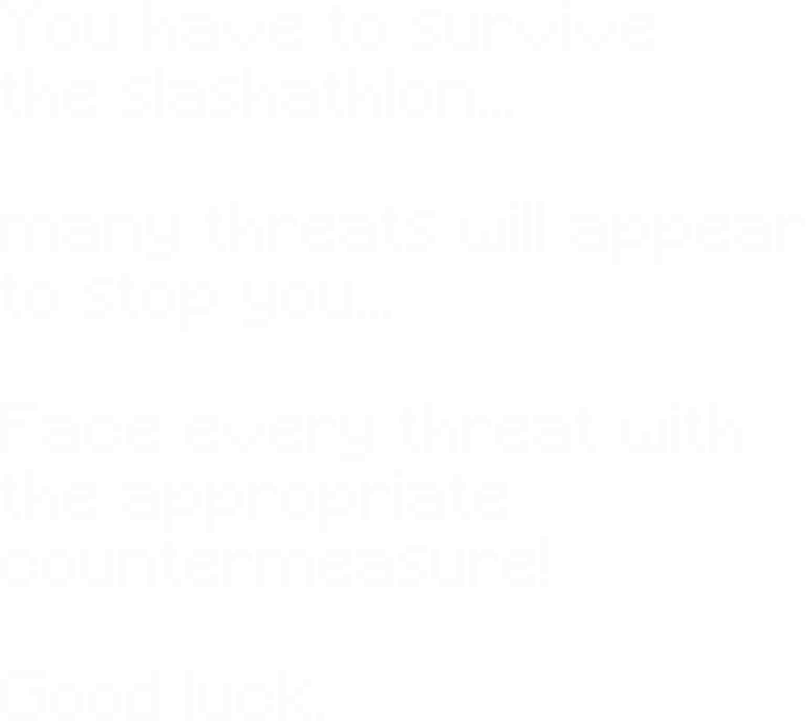 You have to survive
the slashathlon...
many threats will appear
to stop you...
Face every threat with
the appropriate
countermeasure!
Good luck.